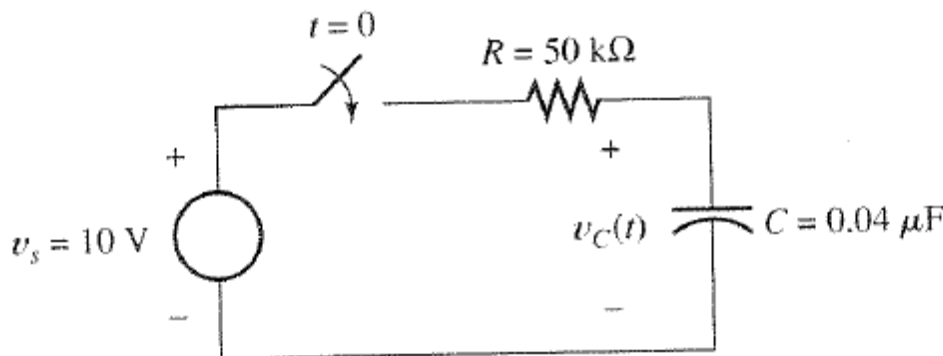 t = 0
R = 50 kΩ
+
+
v_s = 10 V
v_C(t)
C = 0.04 μF
−
−